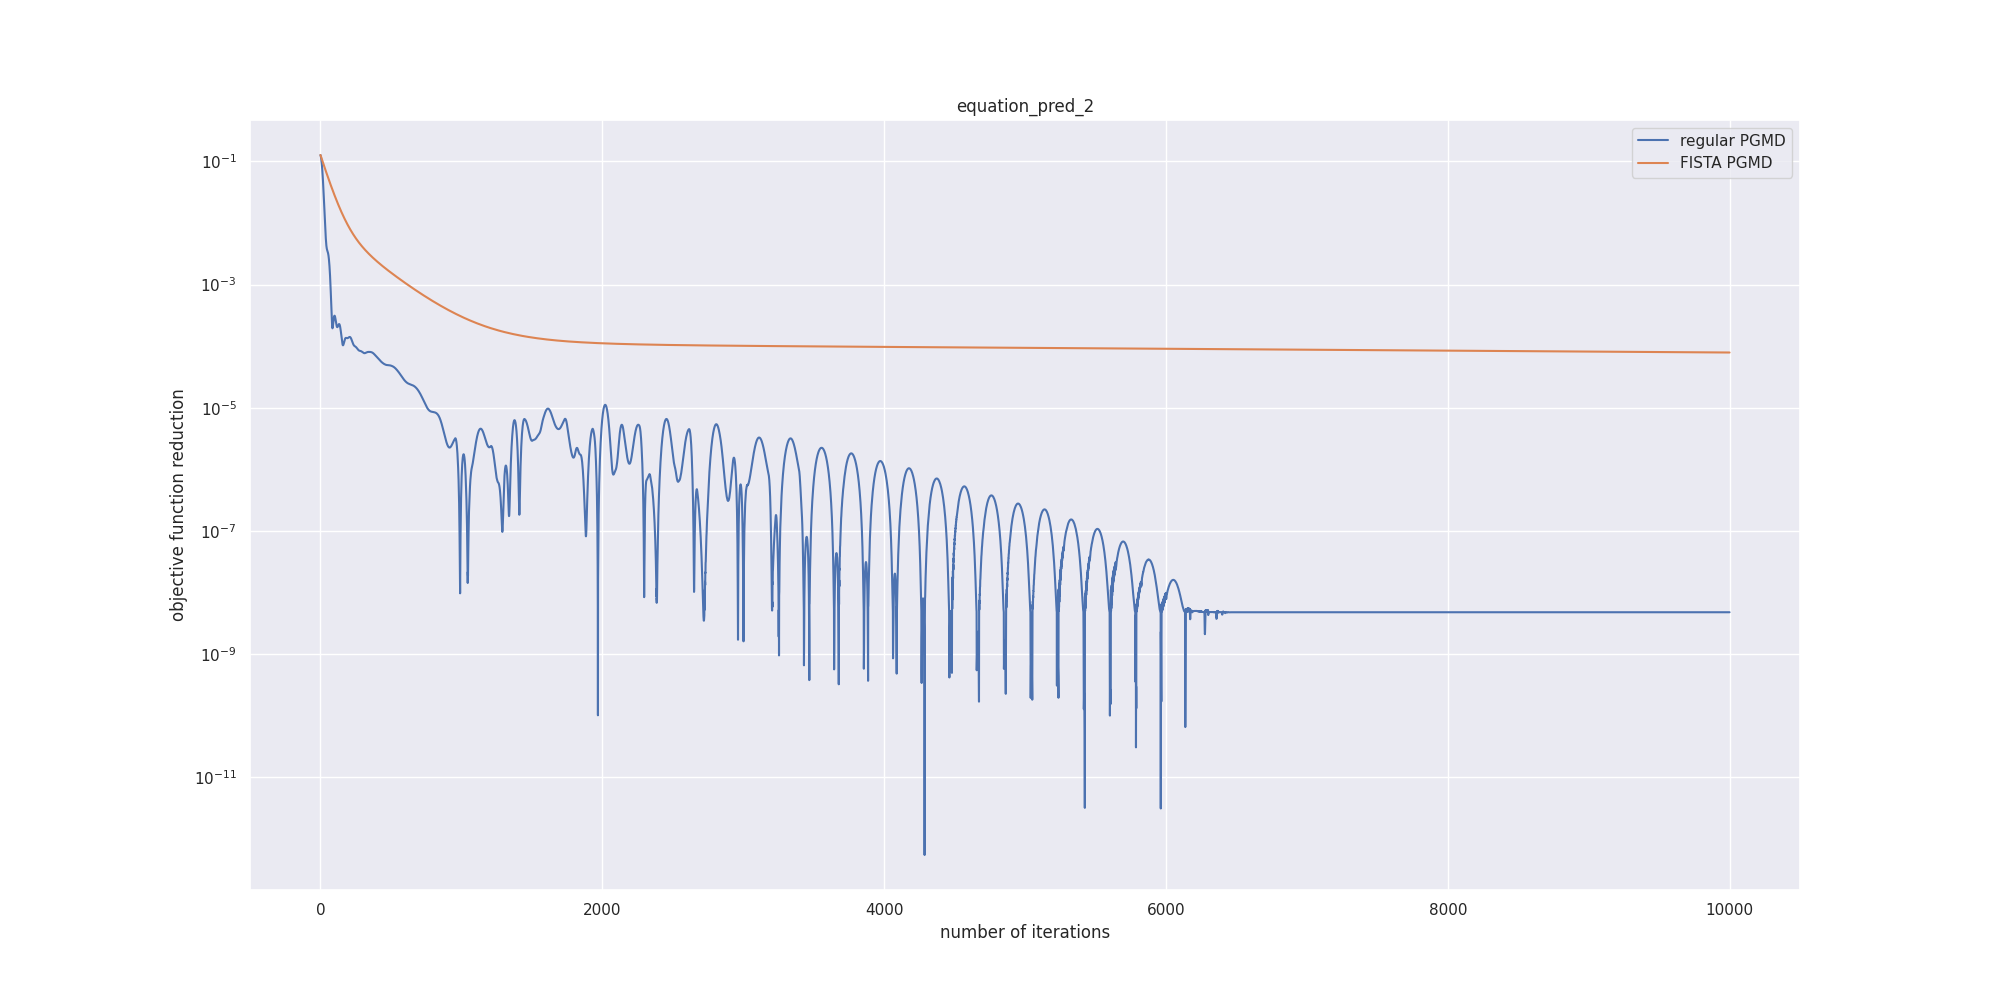 equation_pred_2
regular PGMD
FISTA PGMD
objective function reduction
10⁻¹
10⁻³
10⁻⁵
10⁻⁷
10⁻⁹
10⁻¹¹
0 2000 4000 6000 8000 10000
number of iterations